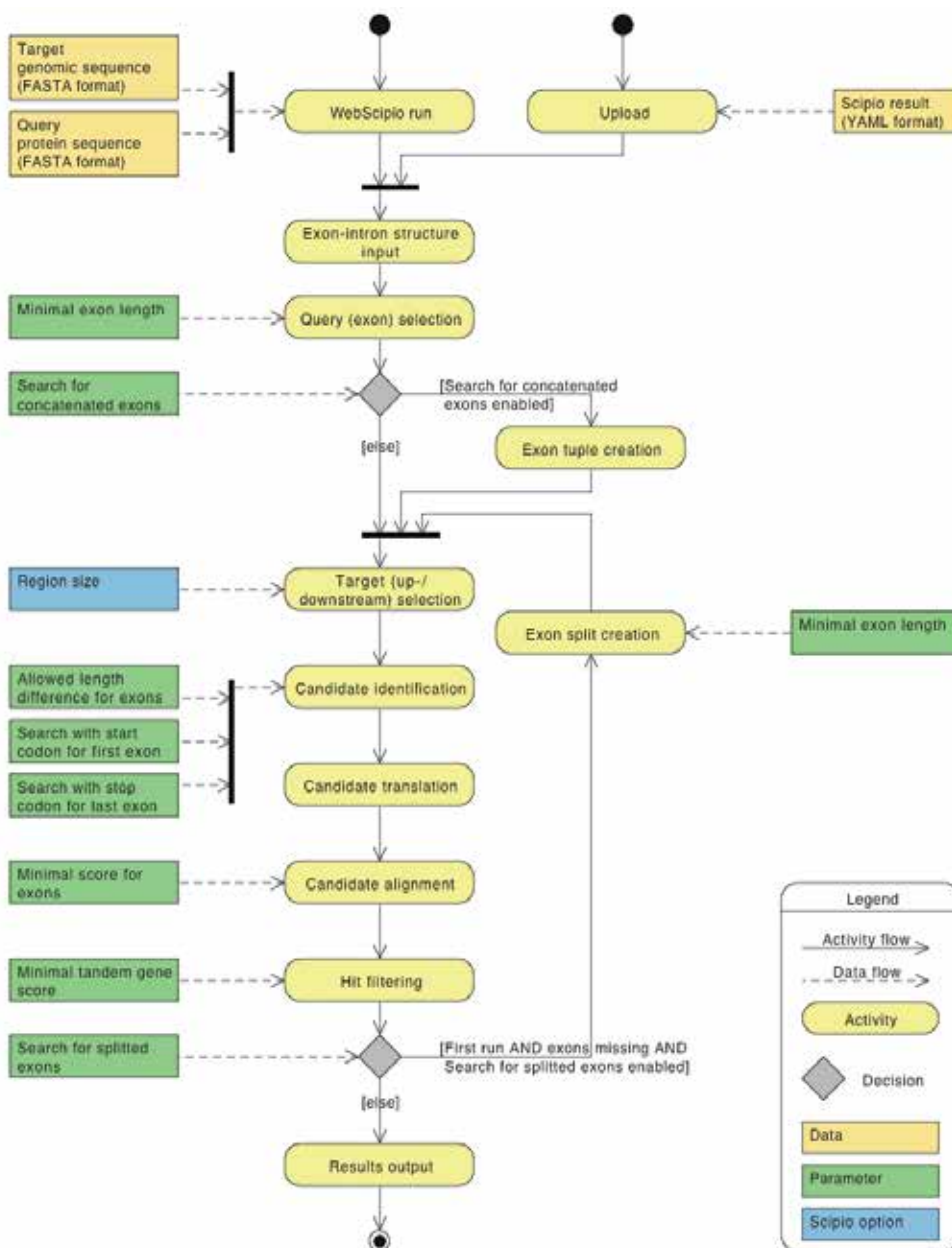 Target
genomic sequence
(FASTA format)
Query
protein sequence
(FASTA format)
WebScipio run
Upload
Scipio result
(YAML format)
Exon-intron structure
input
Minimal exon length
Query (exon) selection
Search for
concatenated exons
[Search for concatenated
exons enabled]
[else]
Exon tuple creation
Region size
Target (up-/
downstream) selection
Exon split creation
Minimal exon length
Allowed length
difference for exons
Candidate identification
Search with start
codon for first exon
Search with stop
codon for last exon
Candidate translation
Minimal score for
exons
Candidate alignment
Minimal tandem gene
score
Hit filtering
Search for splitted
exons
[First run AND exons missing AND
Search for splitted exons enabled]
[else]
Results output
Legend
Activity flow
Data flow
Activity
Decision
Data
Parameter
Scipio option